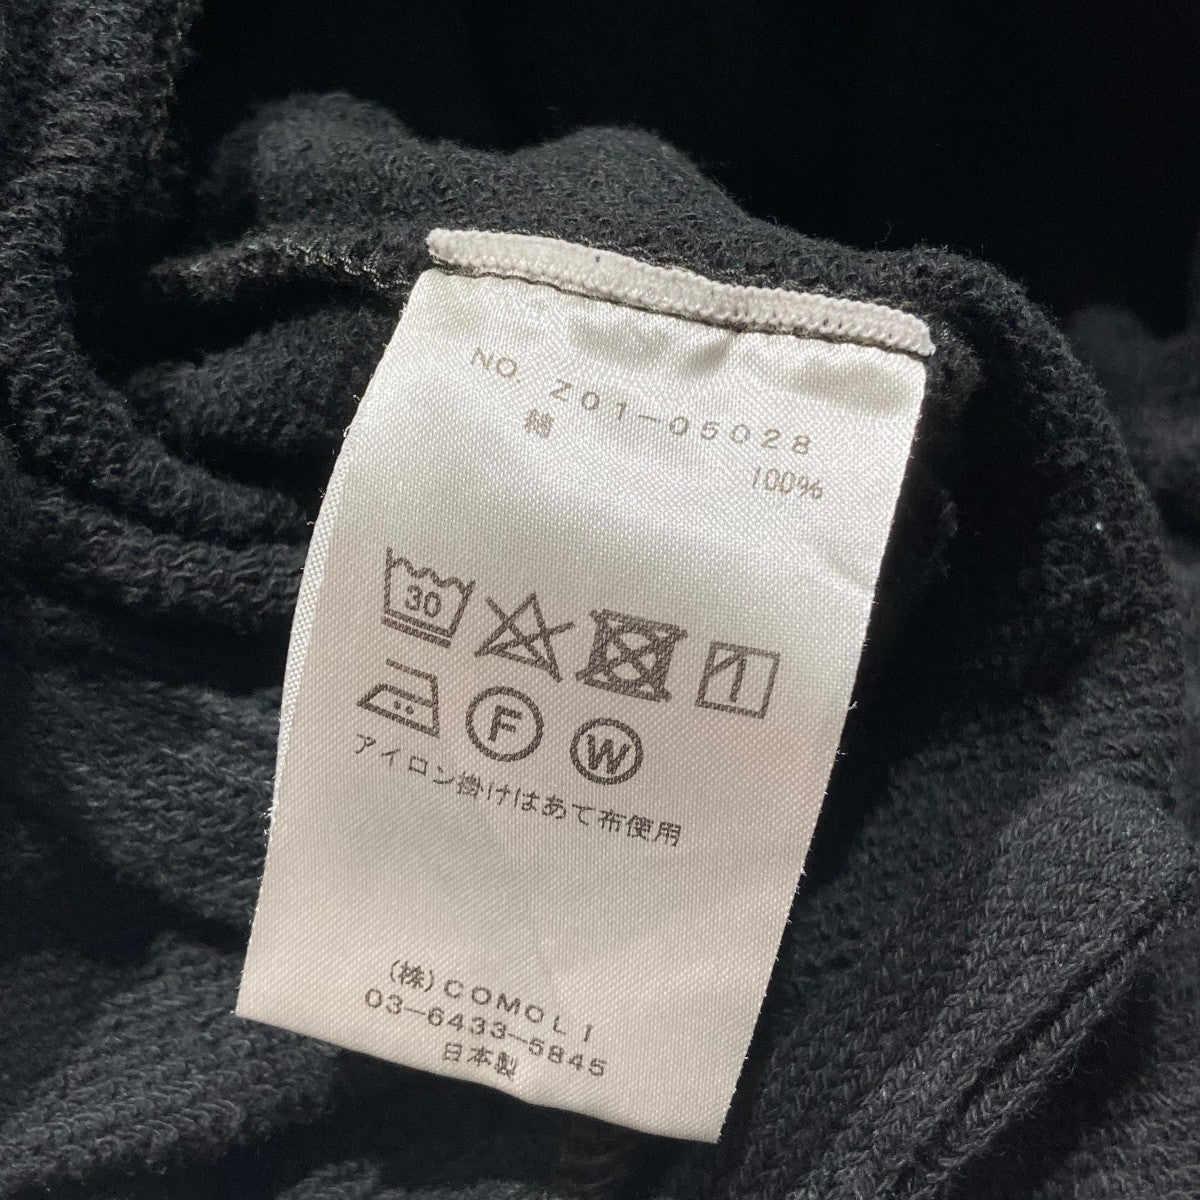 NO. Z01-05028
綿 100%
30
F W
アイロン掛けはあて布使用
(株)COMOLI
03-6433-5845
日本製